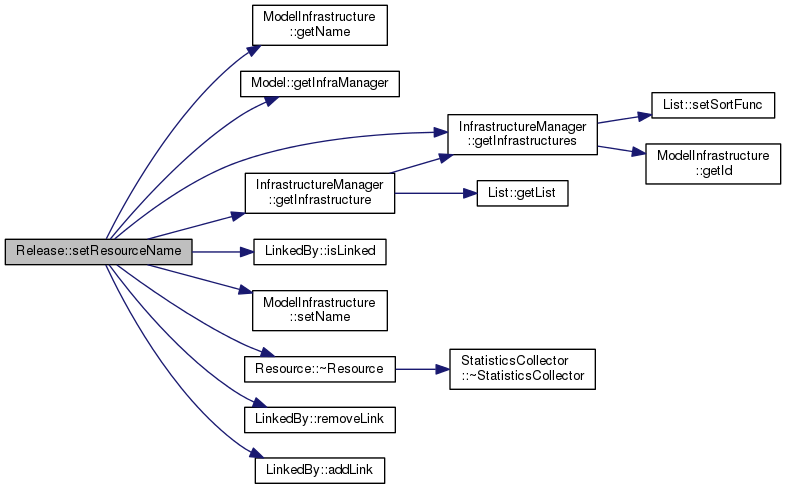 ModelInfrastructure
::getName
Model::getInfraManager
InfrastructureManager
::getInfrastructures
List::setSortFunc
ModelInfrastructure
::getId
InfrastructureManager
::getInfrastructure
List::getList
Release::setResourceName
LinkedBy::isLinked
ModelInfrastructure
::setName
Resource::~Resource
StatisticsCollector
::~StatisticsCollector
LinkedBy::removeLink
LinkedBy::addLink